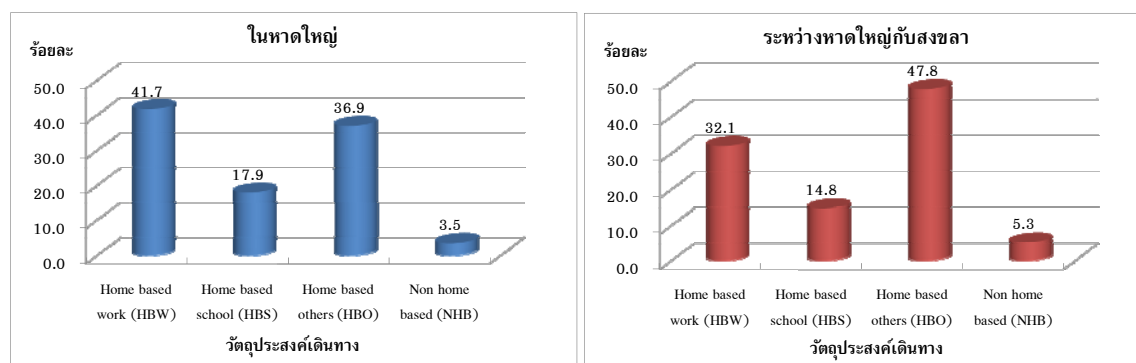 ในหาดใหญ่
ร้อยละ
50.0
40.0
30.0
20.0
10.0
0.0
41.7
17.9
36.9
3.5
Home based
work (HBW)
Home based
school (HBS)
Home based
others (HBO)
Non home
based (NHB)
วัตถุประสงค์เดินทาง
ระหว่างหาดใหญ่กับสงขลา
ร้อยละ
50.0
40.0
30.0
20.0
10.0
0.0
32.1
14.8
47.8
5.3
Home based
work (HBW)
Home based
school (HBS)
Home based
others (HBO)
Non home
based (NHB)
วัตถุประสงค์เดินทาง